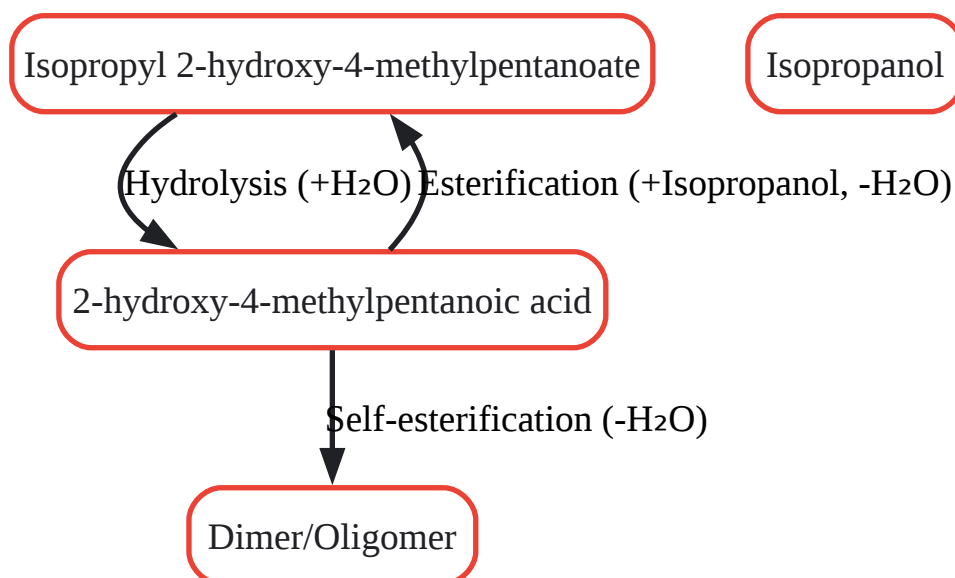 Isopropyl 2-hydroxy-4-methylpentanoate
Isopropanol
Hydrolysis (+H₂O)
Esterification (+Isopropanol, -H₂O)
2-hydroxy-4-methylpentanoic acid
Self-esterification (-H₂O)
Dimer/Oligomer